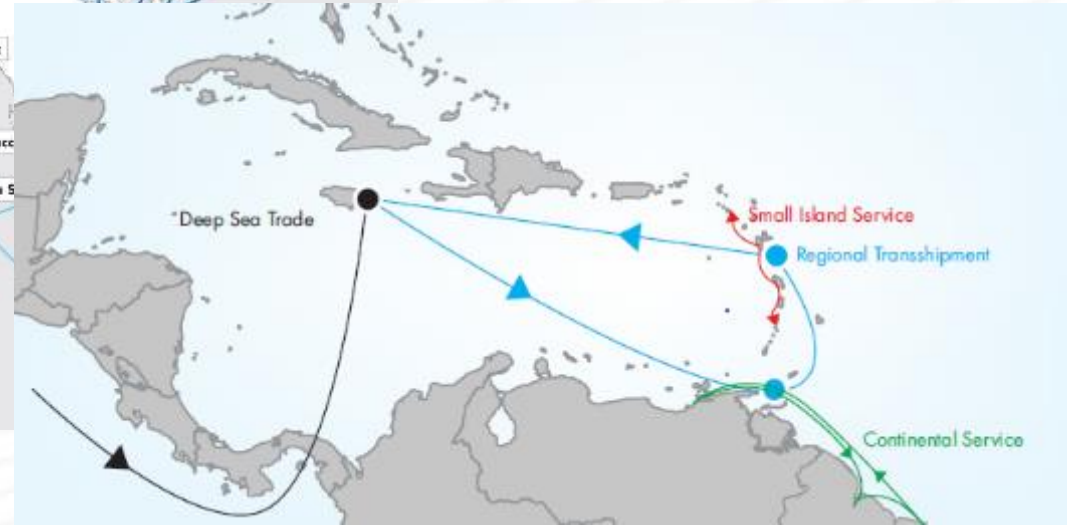 *Deep Sea Trade
Small Island Service
Regional Transshipment
Continental Service